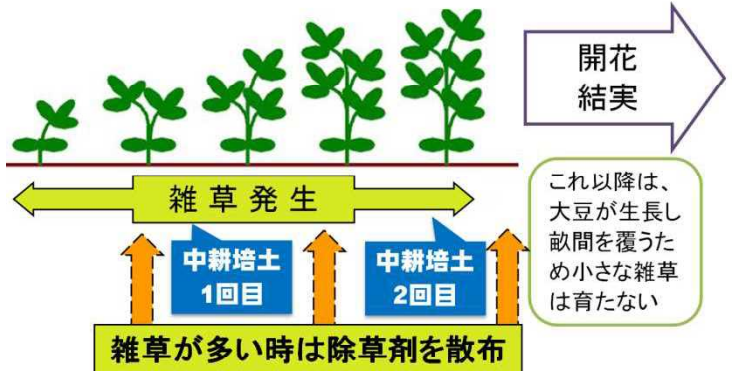 開花
結実
雑草発生
これ以降は、
大豆が生長し
畝間を覆うた
め小さな雑草
は育たない
中耕培土
1回目
中耕培土
2回目
雑草が多い時は除草剤を散布